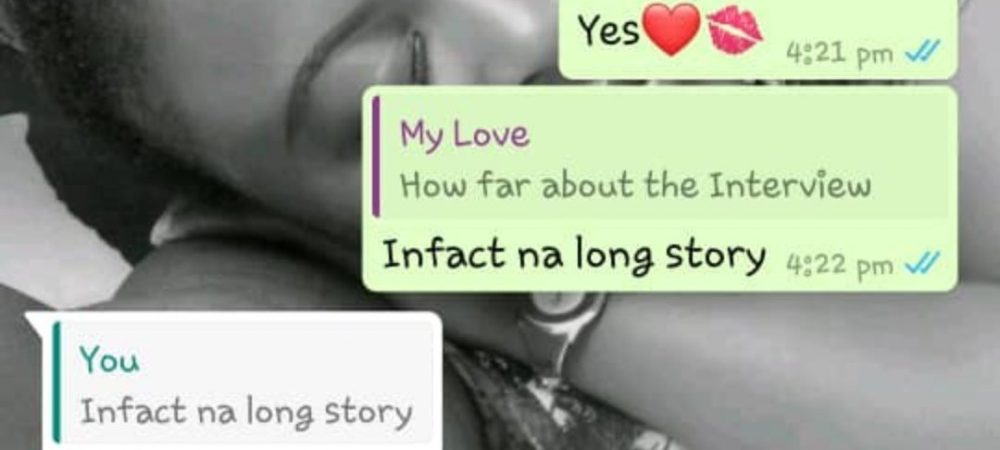 Yes❤️💋 4:21 pm
My Love
How far about the Interview
Infact na long story 4:22 pm
You
Infact na long story